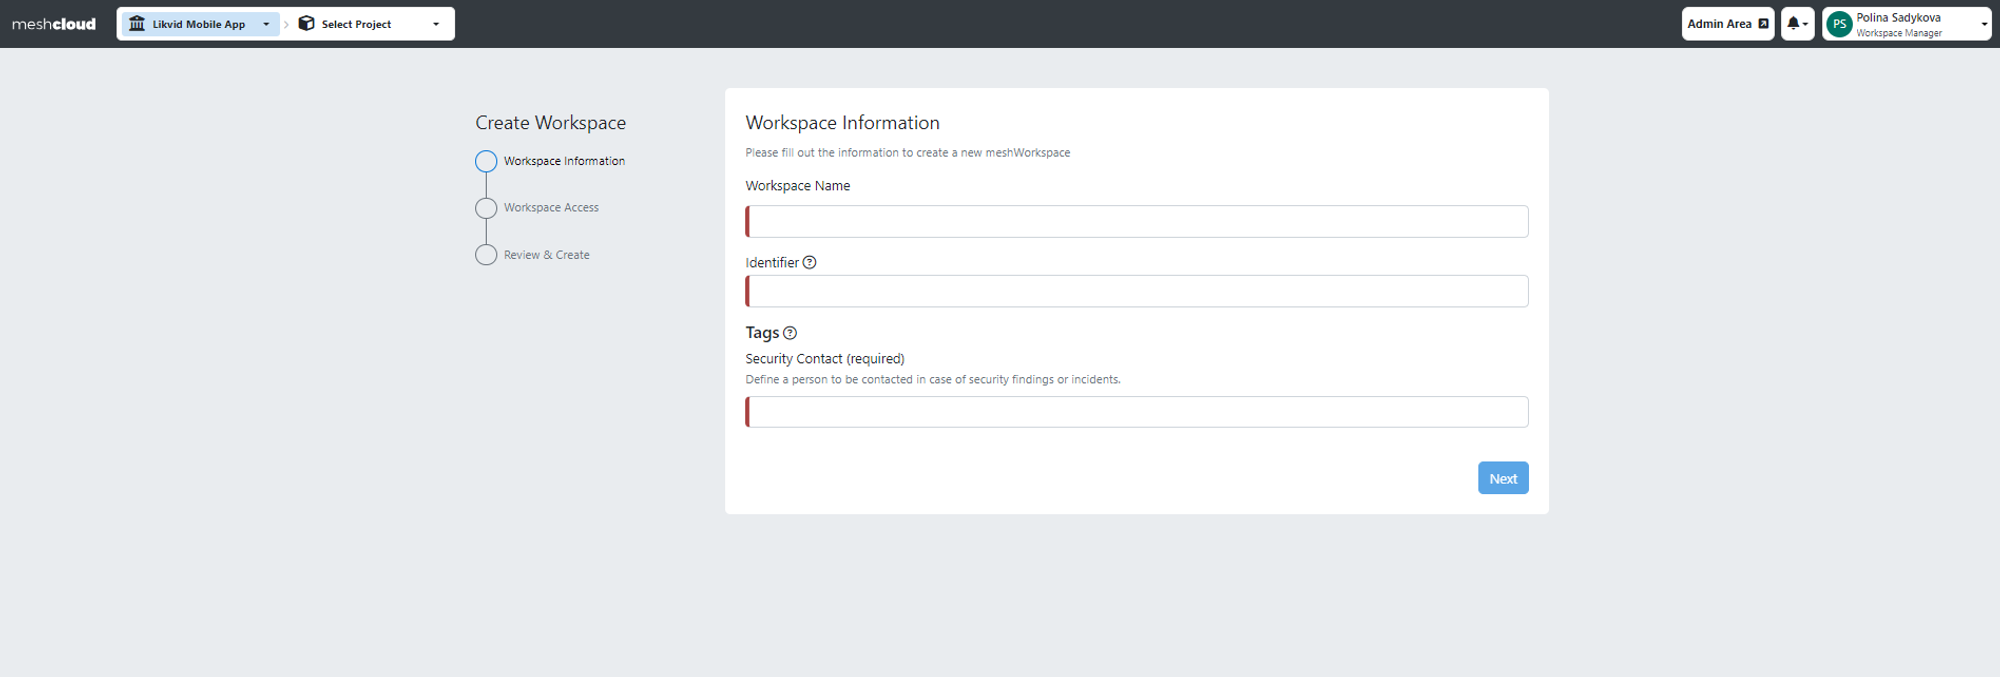 meshcloud
Likvid Mobile App
Select Project
Admin Area
PS
Polina Sadykova
Workspace Manager
Create Workspace
Workspace Information
Workspace Access
Review & Create
Workspace Information
Please fill out the information to create a new meshWorkspace
Workspace Name
Identifier
Tags
Security Contact (required)
Define a person to be contacted in case of security findings or incidents.
Next